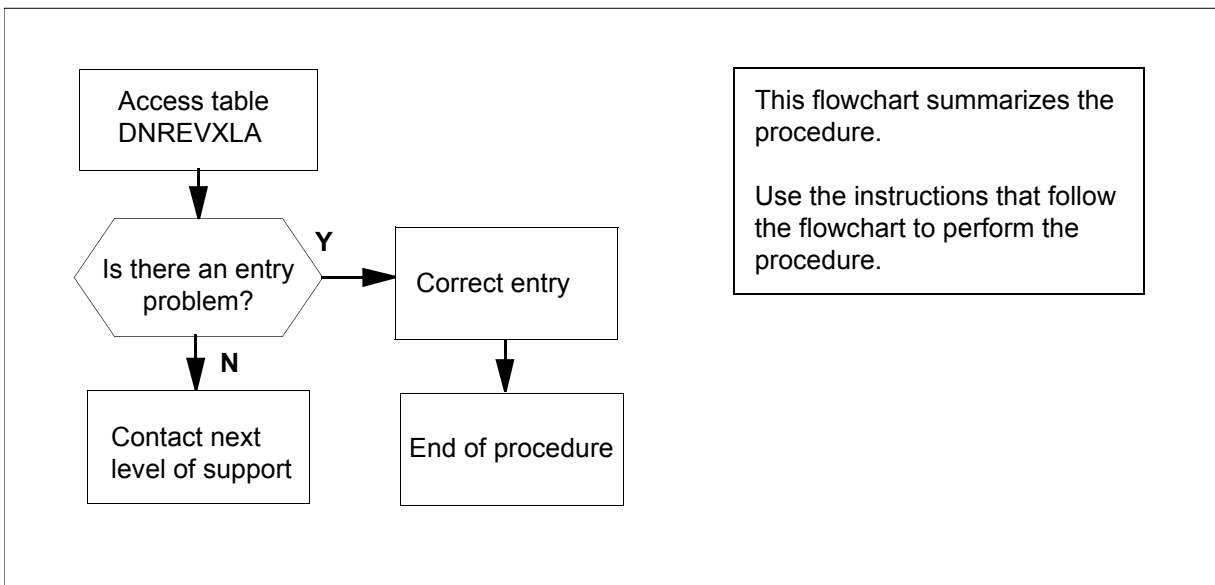 Access table
DNREVXLA
Is there an entry
problem?
Y
N
Correct entry
Contact next
level of support
End of procedure
This flowchart summarizes the
procedure.
Use the instructions that follow
the flowchart to perform the
procedure.